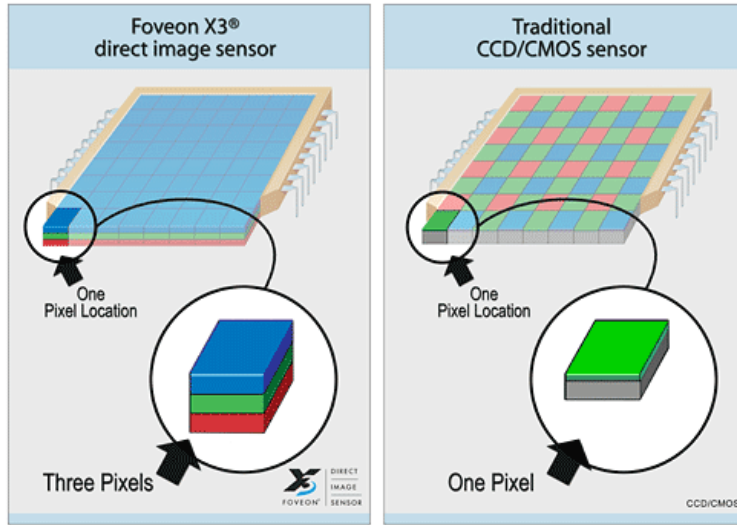 Foveon X3®
direct image sensor
One
Pixel Location
Three Pixels
X3
FOVEON®
DIRECT
IMAGE
SENSOR
Traditional
CCD/CMOS sensor
One
Pixel Location
One Pixel
CCD/CMOS